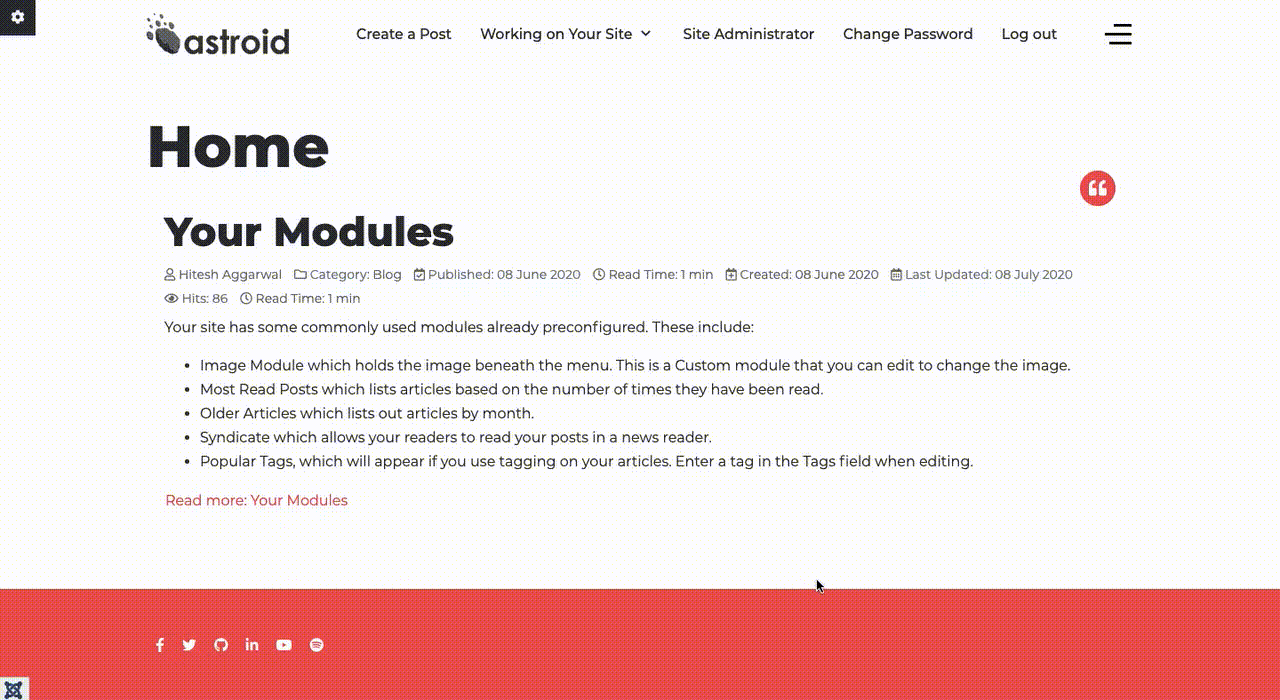 astroid
Create a Post Working on Your Site Site Administrator Change Password Log out
Home
Your Modules
Hitesh Aggarwal Category: Blog Published: 08 June 2020 Read Time: 1 min Created: 08 June 2020 Last Updated: 08 July 2020
Hits: 86 Read Time: 1 min
Your site has some commonly used modules already preconfigured. These include:
• Image Module which holds the image beneath the menu. This is a Custom module that you can edit to change the image.
• Most Read Posts which lists articles based on the number of times they have been read.
• Older Articles which lists out articles by month.
• Syndicate which allows your readers to read your posts in a news reader.
• Popular Tags, which will appear if you use tagging on your articles. Enter a tag in the Tags field when editing.
Read more: Your Modules